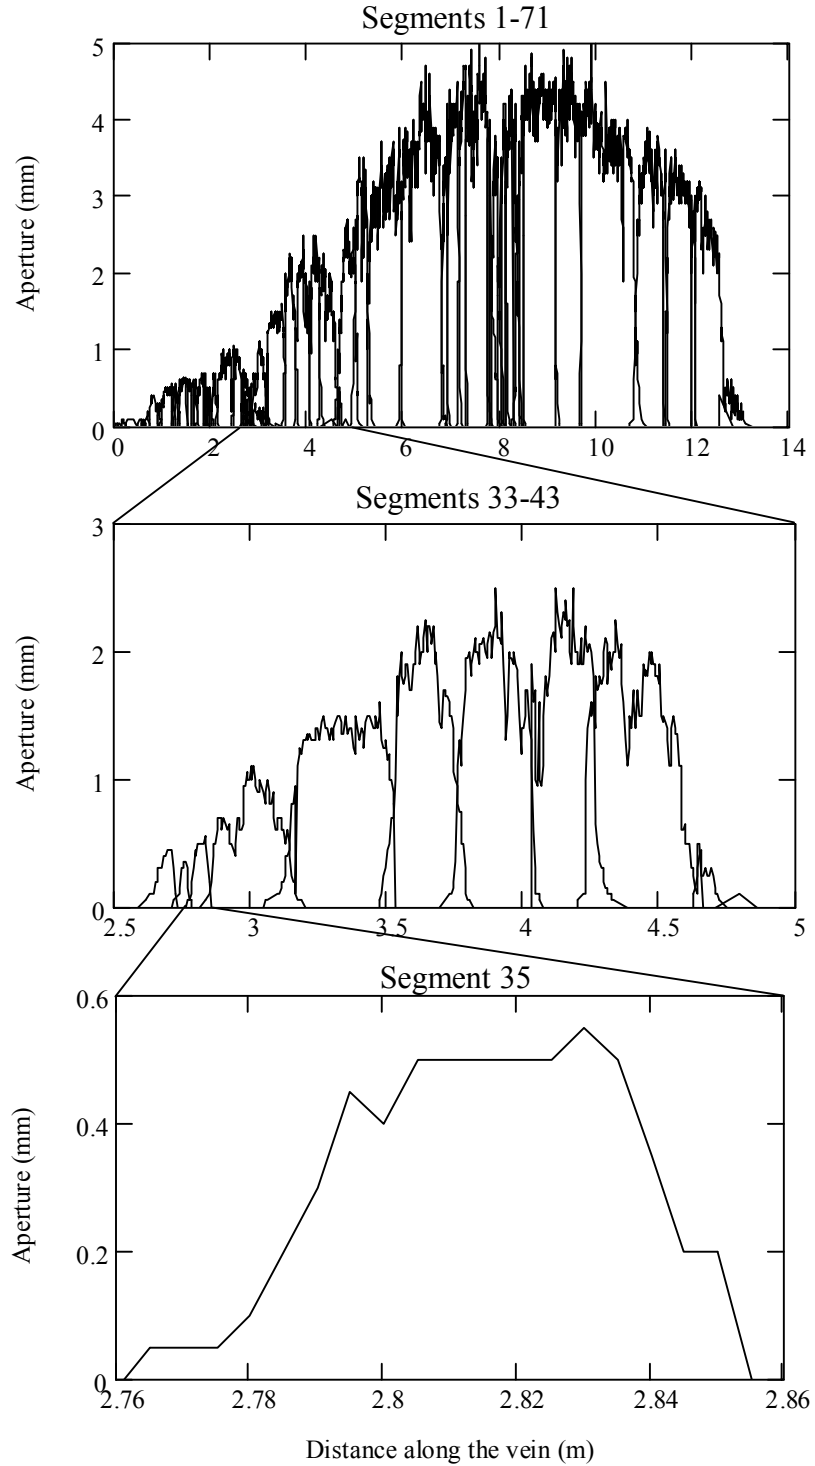 Segments 1-71
5
4
3
2
1
0
Aperture (mm)
0 2 4 6 8 10 12 14
Segments 33-43
3
2
1
0
Aperture (mm)
2.5 3 3.5 4 4.5 5
Segment 35
0.6
0.4
0.2
0
Aperture (mm)
2.76 2.78 2.8 2.82 2.84 2.86
Distance along the vein (m)